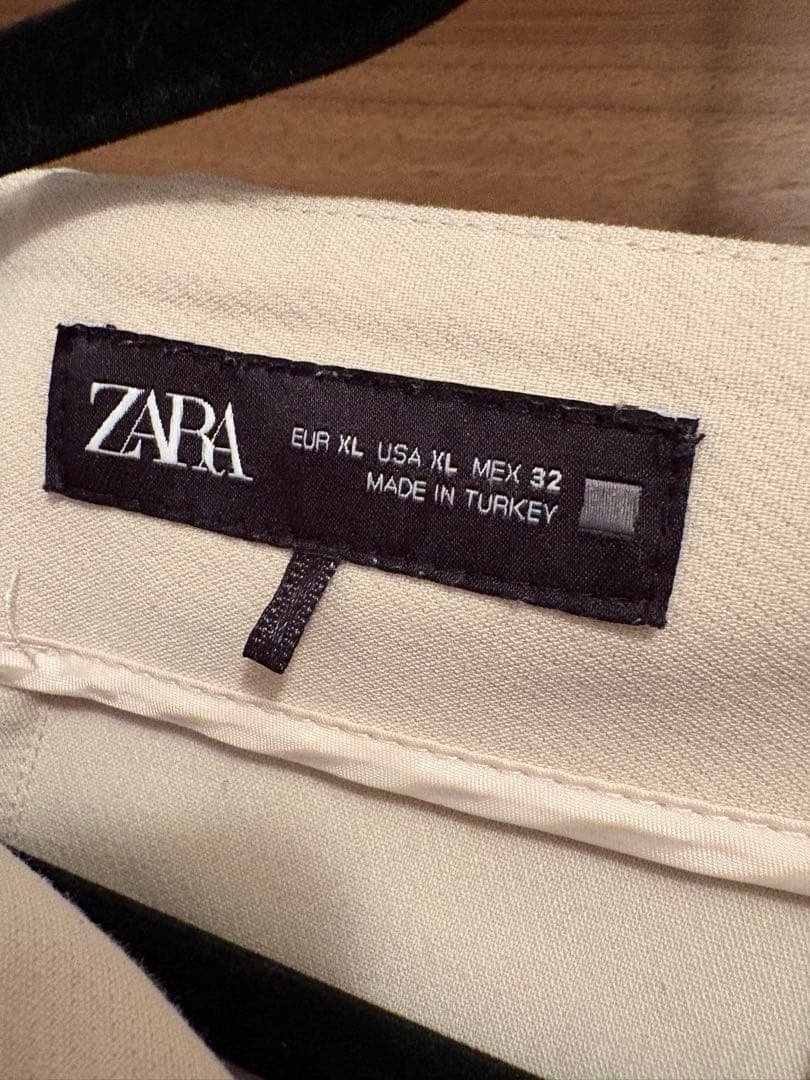 ZARA
EUR XL USA XL MEX 32
MADE IN TURKEY